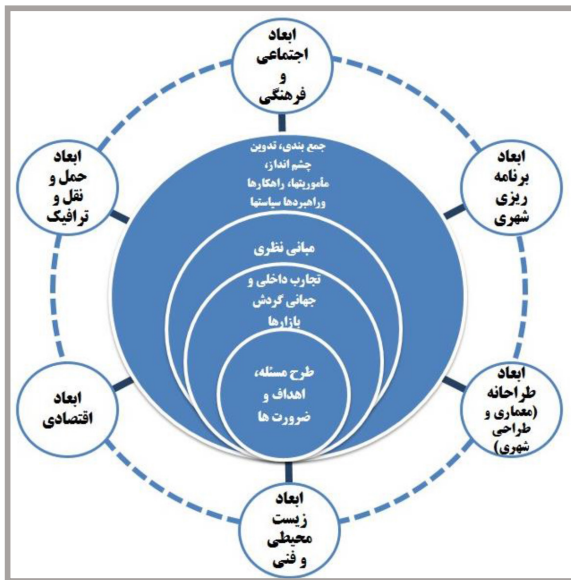 ابعاد
اجتماعی
و
فرهنگی
ابعاد
برنامه
ریزی
شهری
ابعاد
طراحانه
(معماری و
طراحی
شهری)
ابعاد
زیست
محیطی
و فنی
ابعاد
اقتصادی
ابعاد
حمل و
نقل و
ترافیک
جمع بندی، تدوین
چشم انداز،
مأموریتها، راهکارها
وراهبردها سیاستها
مبانی نظری
تجارب داخلی و
جهانی گردش
بازارها
طرح مسئله،
اهداف و
ضرورت ها